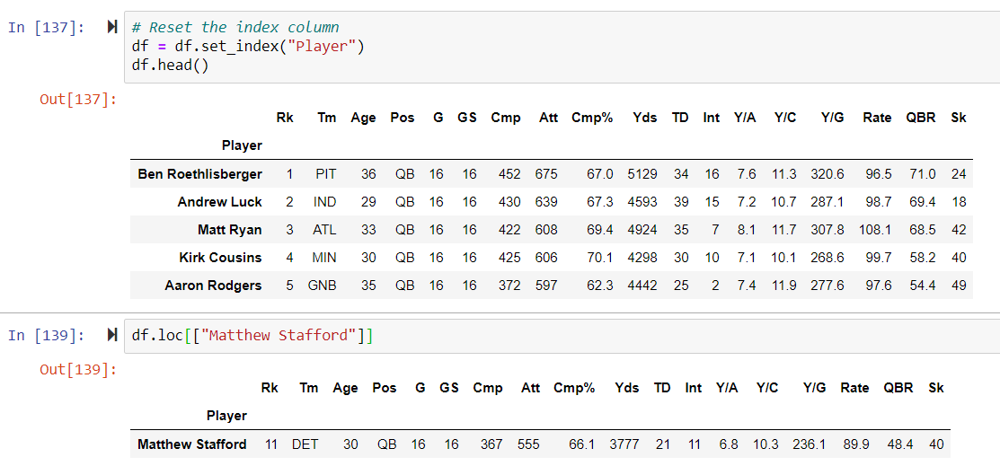 In [137]: # Reset the index column
df = df.set_index("Player")
df.head()
Out[137]:
Rk Tm Age Pos G GS Cmp Att Cmp% Yds TD Int Y/A Y/C Y/G Rate QBR Sk
Player
Ben Roethlisberger 1 PIT 36 QB 16 16 452 675 67.0 5129 34 16 7.6 11.3 320.6 96.5 71.0 24
Andrew Luck 2 IND 29 QB 16 16 430 639 67.3 4593 39 15 7.2 10.7 287.1 98.7 69.4 18
Matt Ryan 3 ATL 33 QB 16 16 422 608 69.4 4924 35 7 8.1 11.7 307.8 108.1 68.5 42
Kirk Cousins 4 MIN 30 QB 16 16 425 606 70.1 4298 30 10 7.1 10.1 268.6 99.7 58.2 40
Aaron Rodgers 5 GNB 35 QB 16 16 372 597 62.3 4442 25 2 7.4 11.9 277.6 97.6 54.4 49
In [139]: df.loc[["Matthew Stafford"]]
Out[139]:
Rk Tm Age Pos G GS Cmp Att Cmp% Yds TD Int Y/A Y/C Y/G Rate QBR Sk
Player
Matthew Stafford 11 DET 30 QB 16 16 367 555 66.1 3777 21 11 6.8 10.3 236.1 89.9 48.4 40